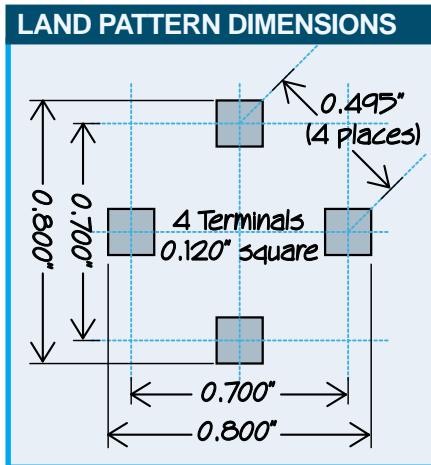 LAND PATTERN DIMENSIONS
0.495"
(4 places)
0.800"
0.700"
4 Terminals
0.120" square
0.700"
0.800"